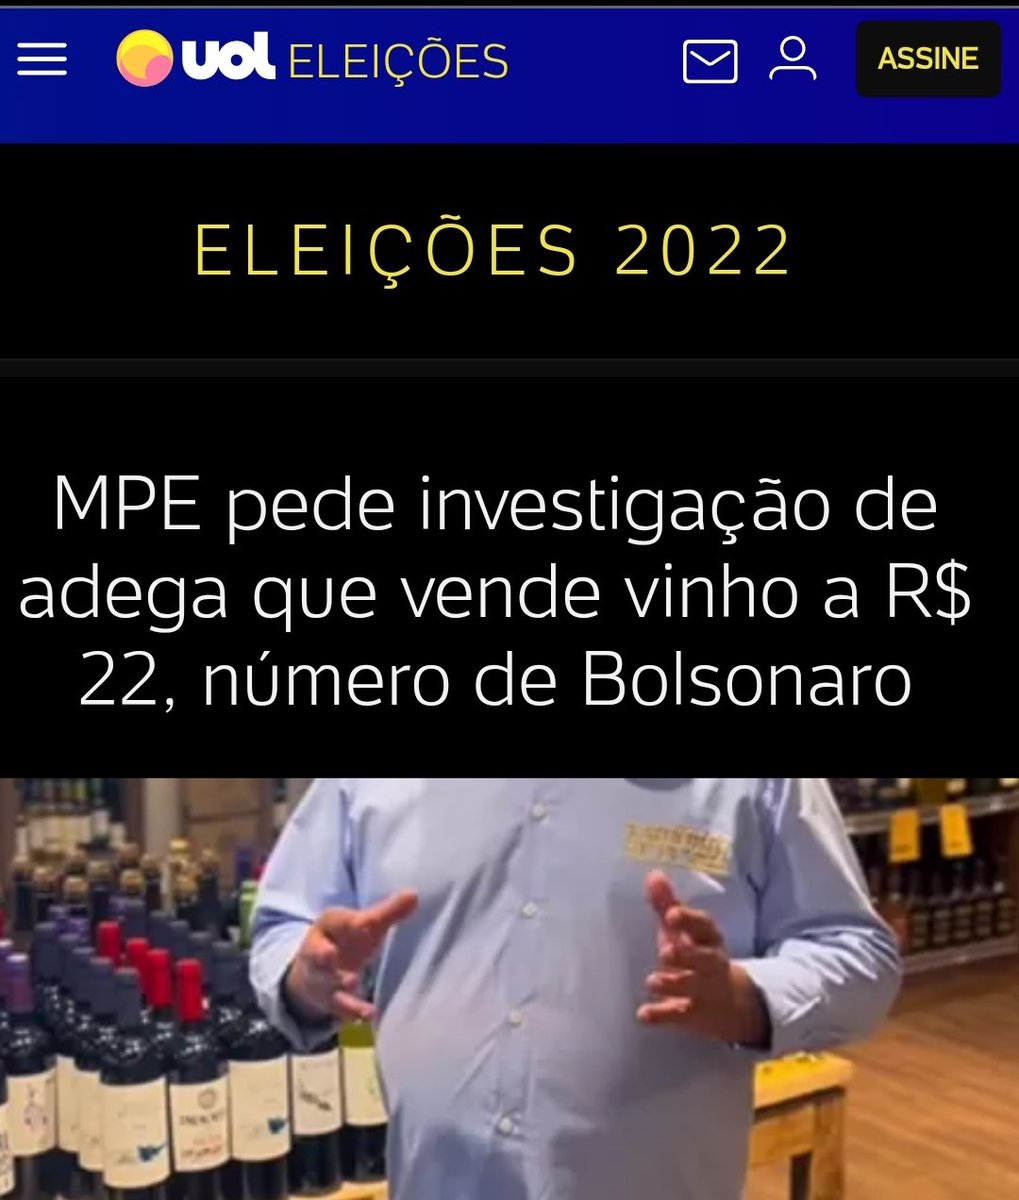 uol ELEIÇÕES
ASSINE
ELEIÇÕES 2022
MPE pede investigação de
adega que vende vinho a R$
22, número de Bolsonaro